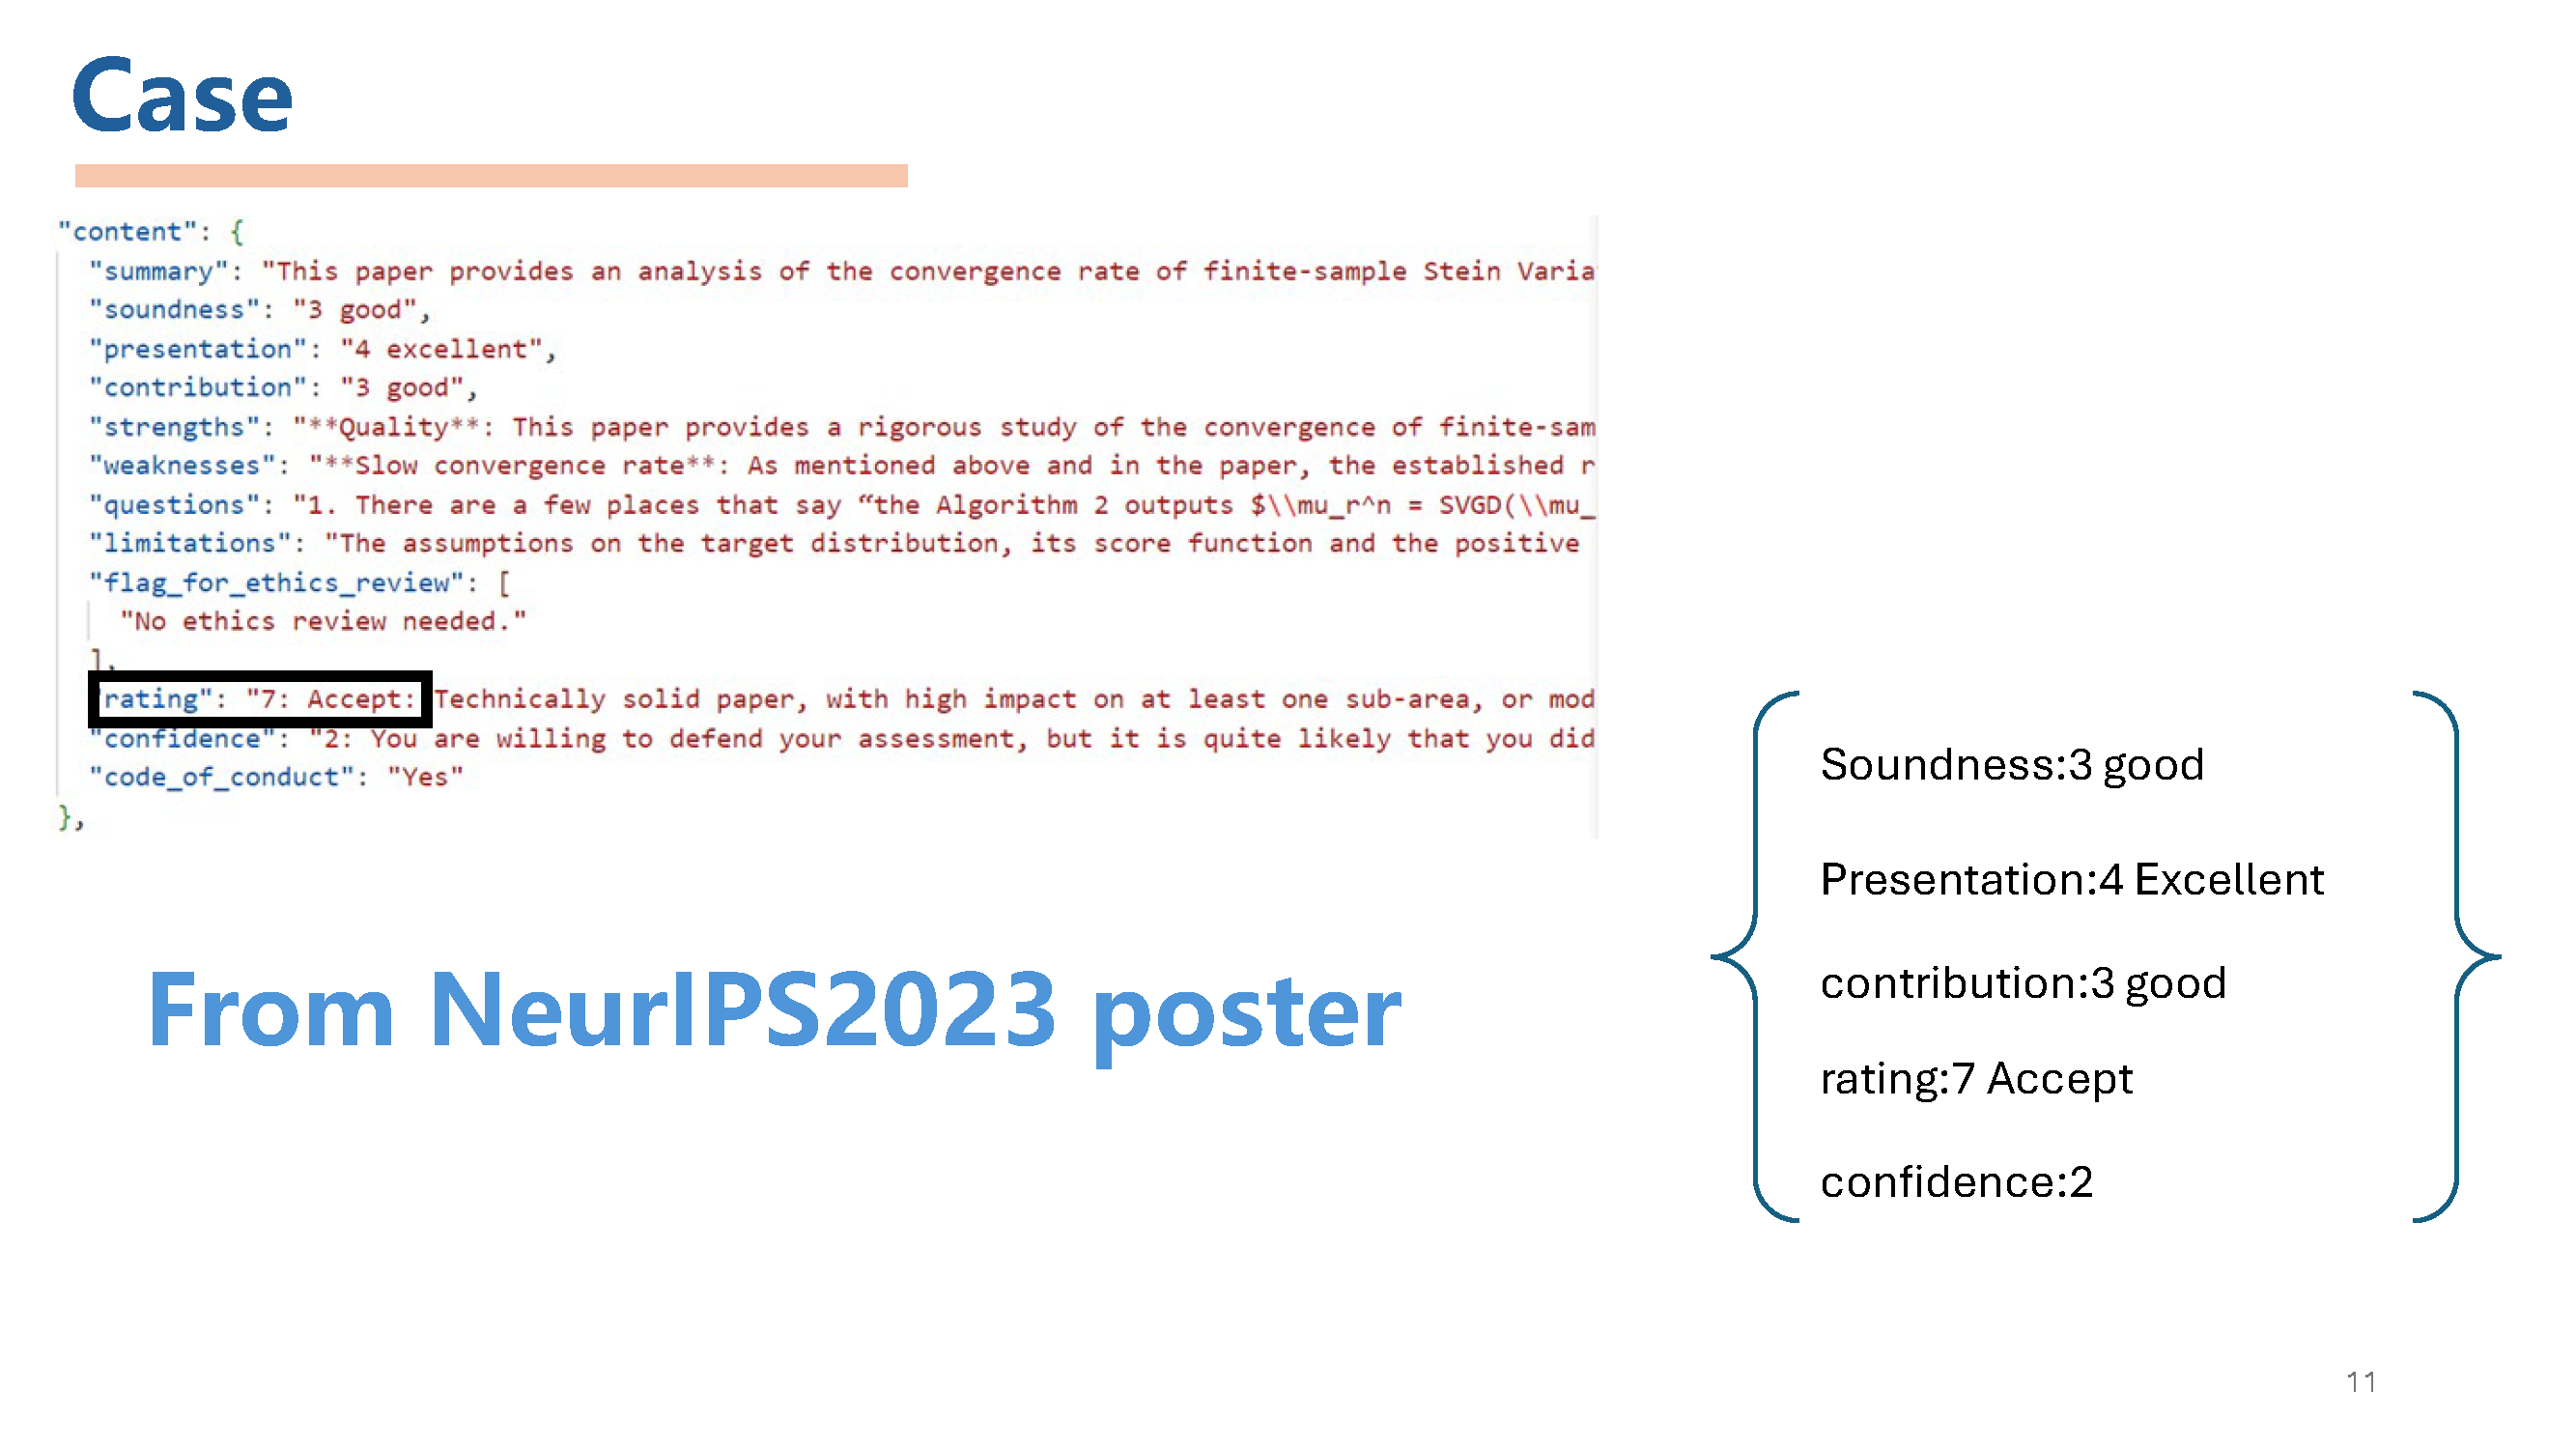 Case
"content": {
"summary": "This paper provides an analysis of the convergence rate of finite-sample Stein Varia
"soundness": "3 good",
"presentation": "4 excellent",
"contribution": "3 good",
"strengths": "**Quality**: This paper provides a rigorous study of the convergence of finite-sam
"weaknesses": "**Slow convergence rate**: As mentioned above and in the paper, the established r
"questions": "1. There are a few places that say “the Algorithm 2 outputs $\\mu_r^n = SVGD(\\mu_
"limitations": "The assumptions on the target distribution, its score function and the positive
"flag_for_ethics_review": [
"No ethics review needed."
],
rating": "7: Accept: Technically solid paper, with high impact on at least one sub-area, or mod
"confidence": "2: You are willing to defend your assessment, but it is quite likely that you did
"code_of_conduct": "Yes"
},
From NeurIPS2023 poster
Soundness:3 good
Presentation:4 Excellent
contribution:3 good
rating:7 Accept
confidence:2
11